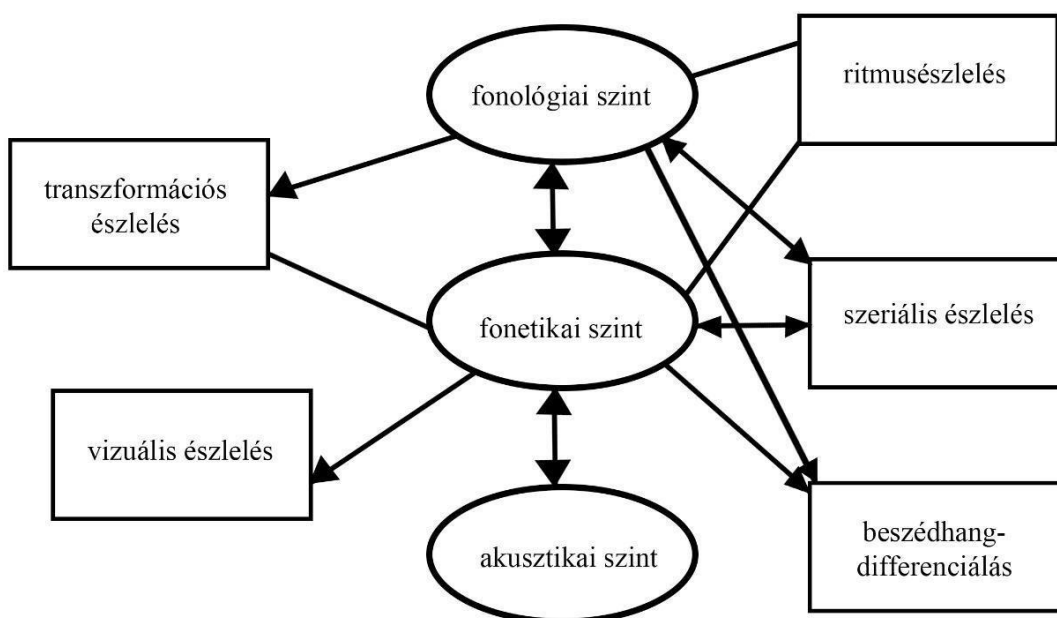 fonológiai szint
ritmusészlelés
transzformációs
észlelés
fonetikai szint
szeriális észlelés
vizuális észlelés
akusztikai szint
beszédhang-
differenciálás